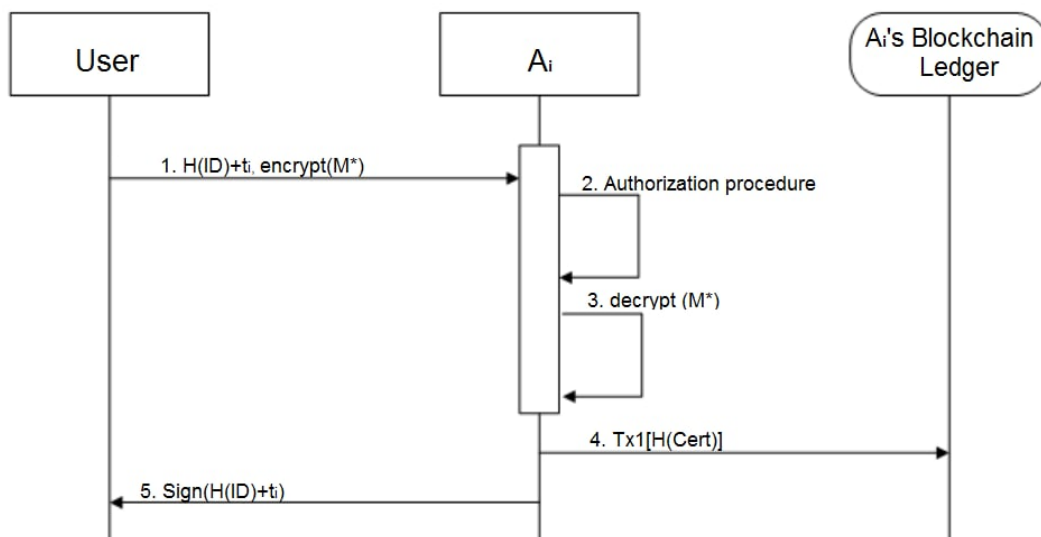 User
Aᵢ
Aᵢ's Blockchain
Ledger
1. H(ID)+tᵢ, encrypt(M*)
2. Authorization procedure
3. decrypt (M*)
4. Tx1[H(Cert)]
5. Sign(H(ID)+tᵢ)